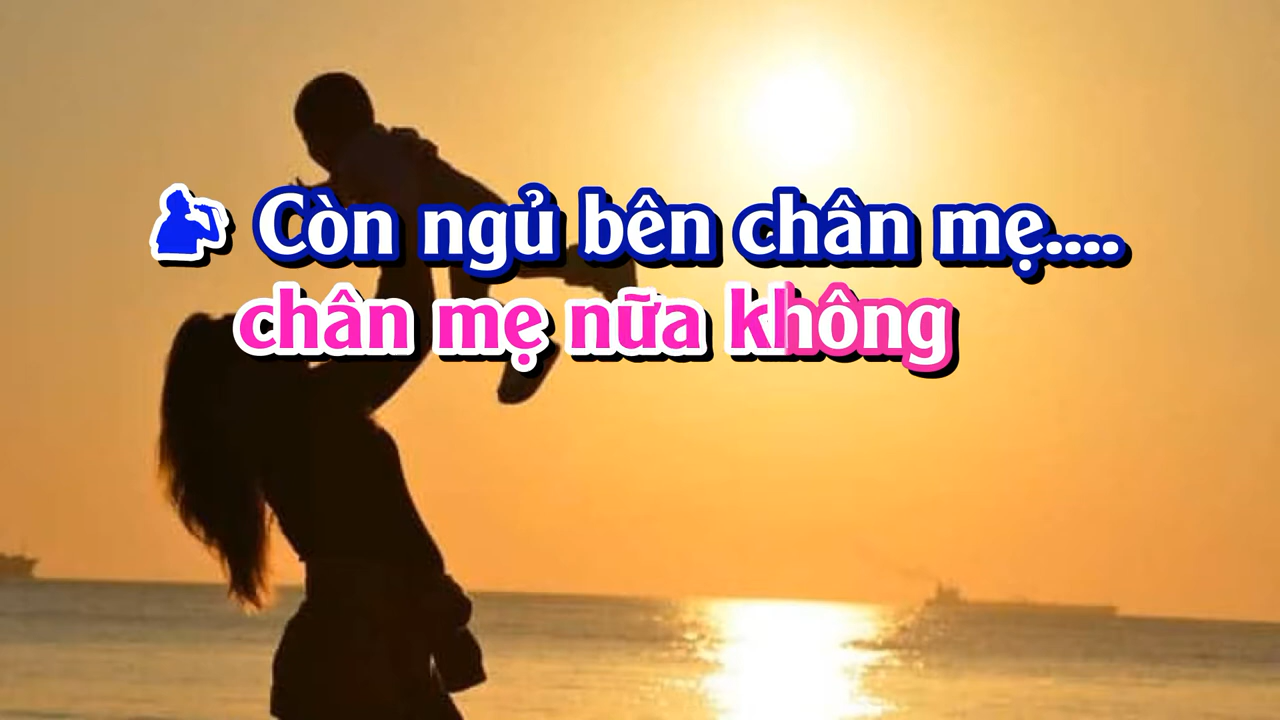 Còn ngủ bên chân mẹ....
chân mẹ nữa không